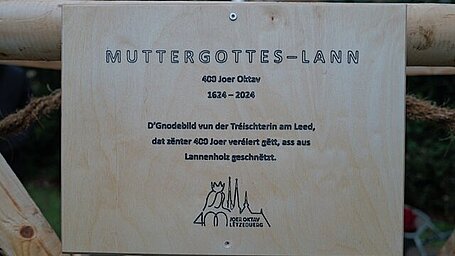 MUTTERGOTTES–LANN
400 Joer Oktav
1624 – 2024
D'Gnodebild vun der Tréischterin am Leed,
dat zënter 400 Joer veréiert gëtt, ass aus
Lannenholz geschnëtzt.
400 JOER OKTAV
LËTZEBUERG